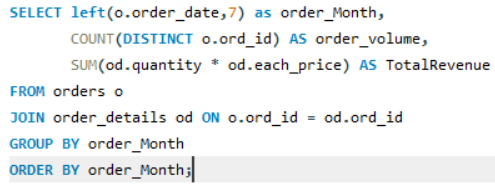 SELECT left(o.order_date,7) as order_Month,
COUNT(DISTINCT o.ord_id) AS order_volume,
SUM(od.quantity * od.each_price) AS TotalRevenue
FROM orders o
JOIN order_details od ON o.ord_id = od.ord_id
GROUP BY order_Month
ORDER BY order_Month;